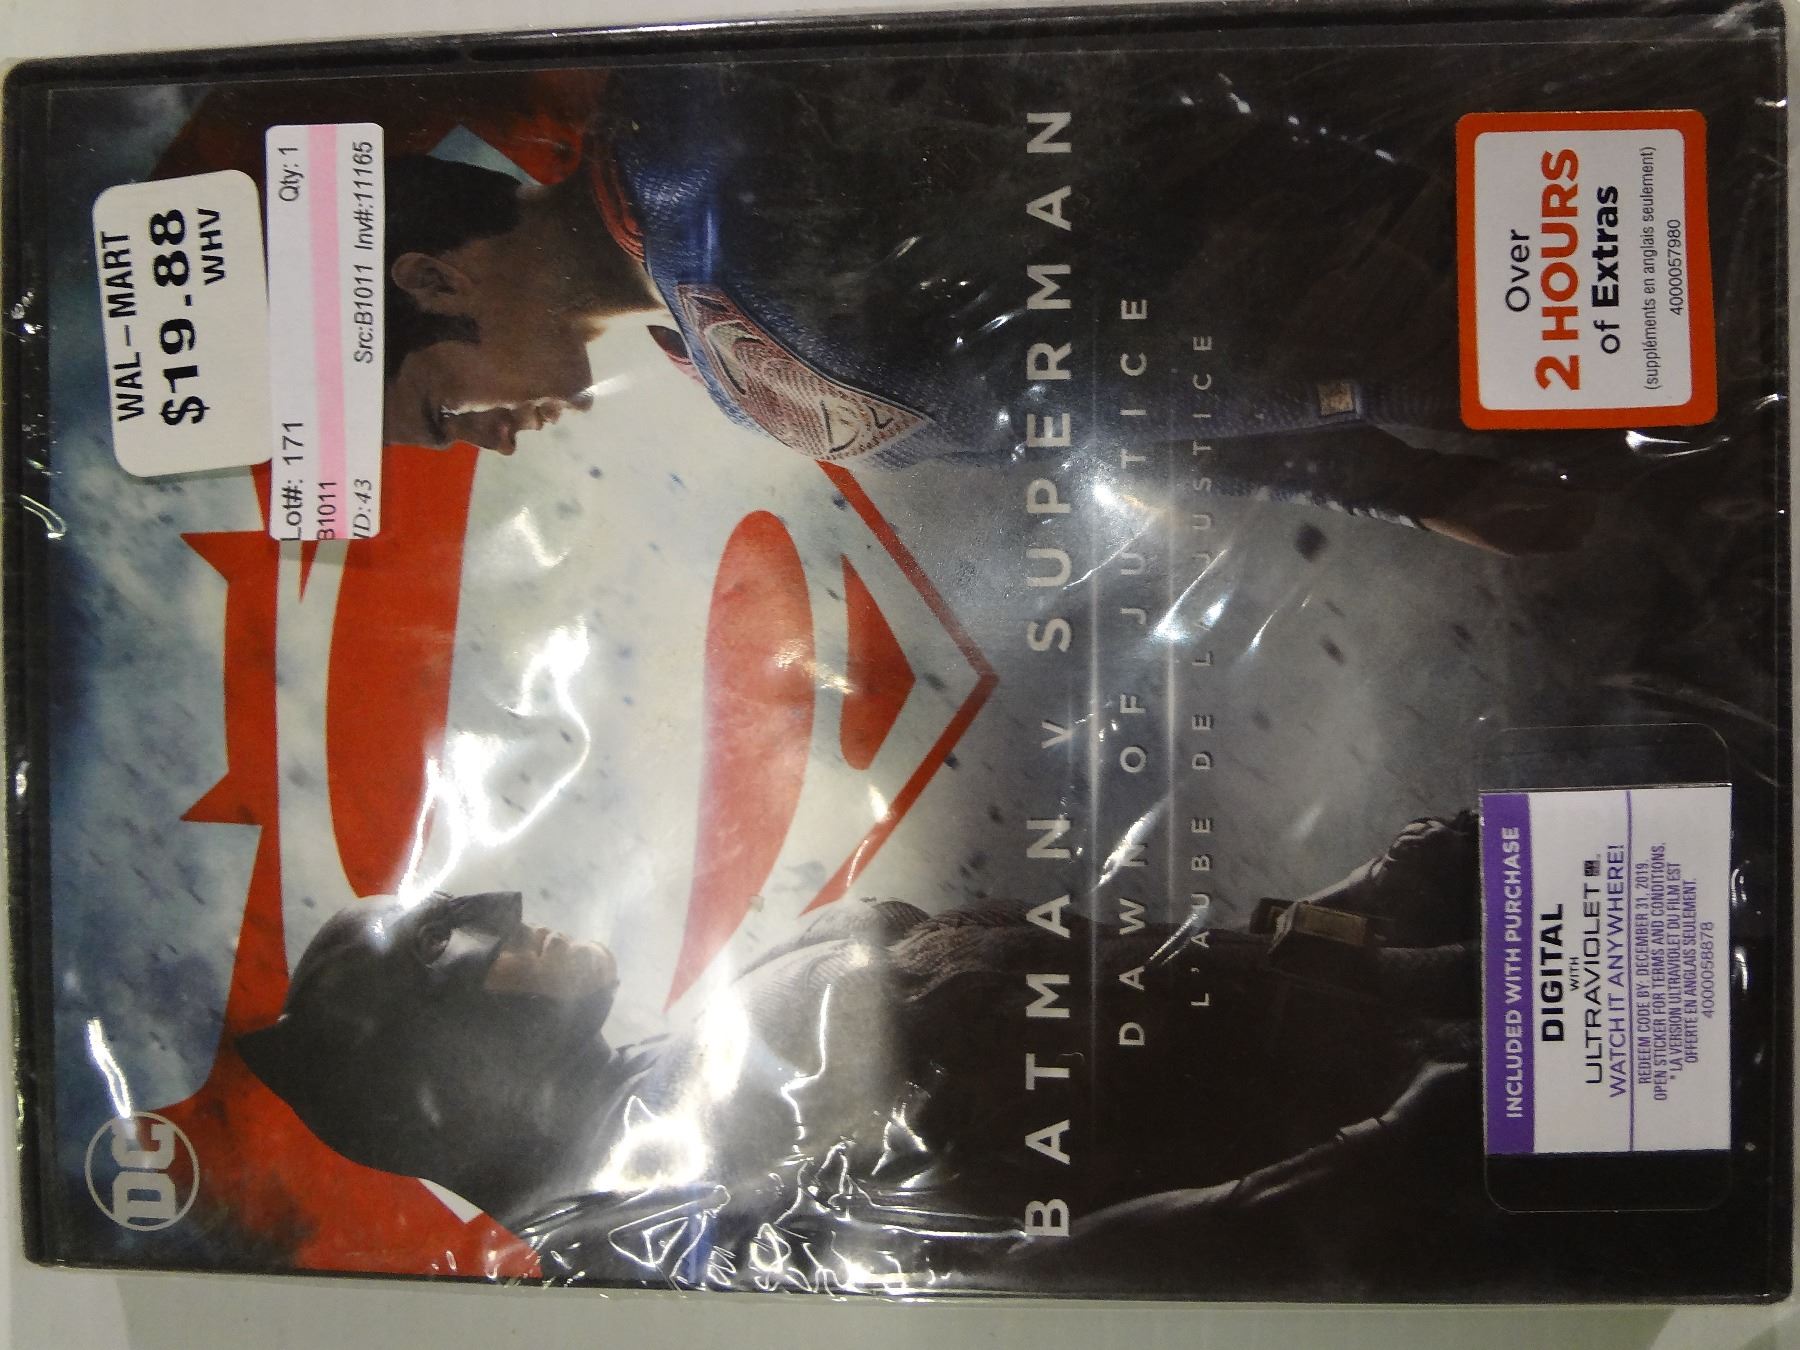 WAL-MART
$19.88
WHV
Lot#: 171 Qty: 1
B1011
ID:43 Src:B1011 Inv#:11165
DC
BATMAN V SUPERMAN
DAWN OF JUSTICE
L'AUBE DE LA JUSTICE
INCLUDED WITH PURCHASE
DIGITAL
WITH
ULTRAVIOLET
WATCH IT ANYWHERE!
REDEEM CODE BY: DECEMBER 31, 2019.
OPEN STICKER FOR TERMS AND CONDITIONS.
* LA VERSION ULTRAVIOLET DU FILM EST
OFFERTE EN ANGLAIS SEULEMENT.
4000058878
Over
2 HOURS
of Extras
(suppléments en anglais seulement)
4000057980